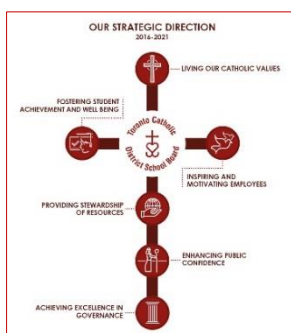 OUR STRATEGIC DIRECTION
2016-2021
LIVING OUR CATHOLIC VALUES
FOSTERING STUDENT
ACHIEVEMENT AND WELL BEING
Toronto Catholic
District School Board
INSPIRING AND
MOTIVATING EMPLOYEES
PROVIDING STEWARDSHIP
OF RESOURCES
ENHANCING PUBLIC
CONFIDENCE
ACHIEVING EXCELLENCE IN
GOVERNANCE